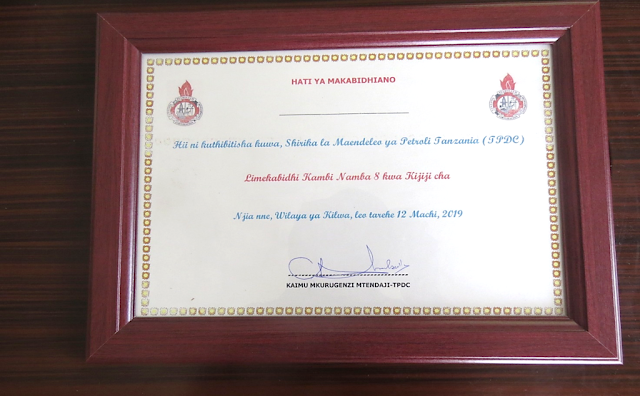 HATI YA MAKABIDHIANO
Hii ni kuthibitisha kuwa, Shirika la Maendeleo ya Petroli Tanzania (TPDC)
Limekabidhi Kambi Namba 8 kwa Kijiji cha
Njia nne, Wilaya ya Kilwa, leo tarehe 12 Machi, 2019
KAIMU MKURUGENZI MTENDAJI-TPDC